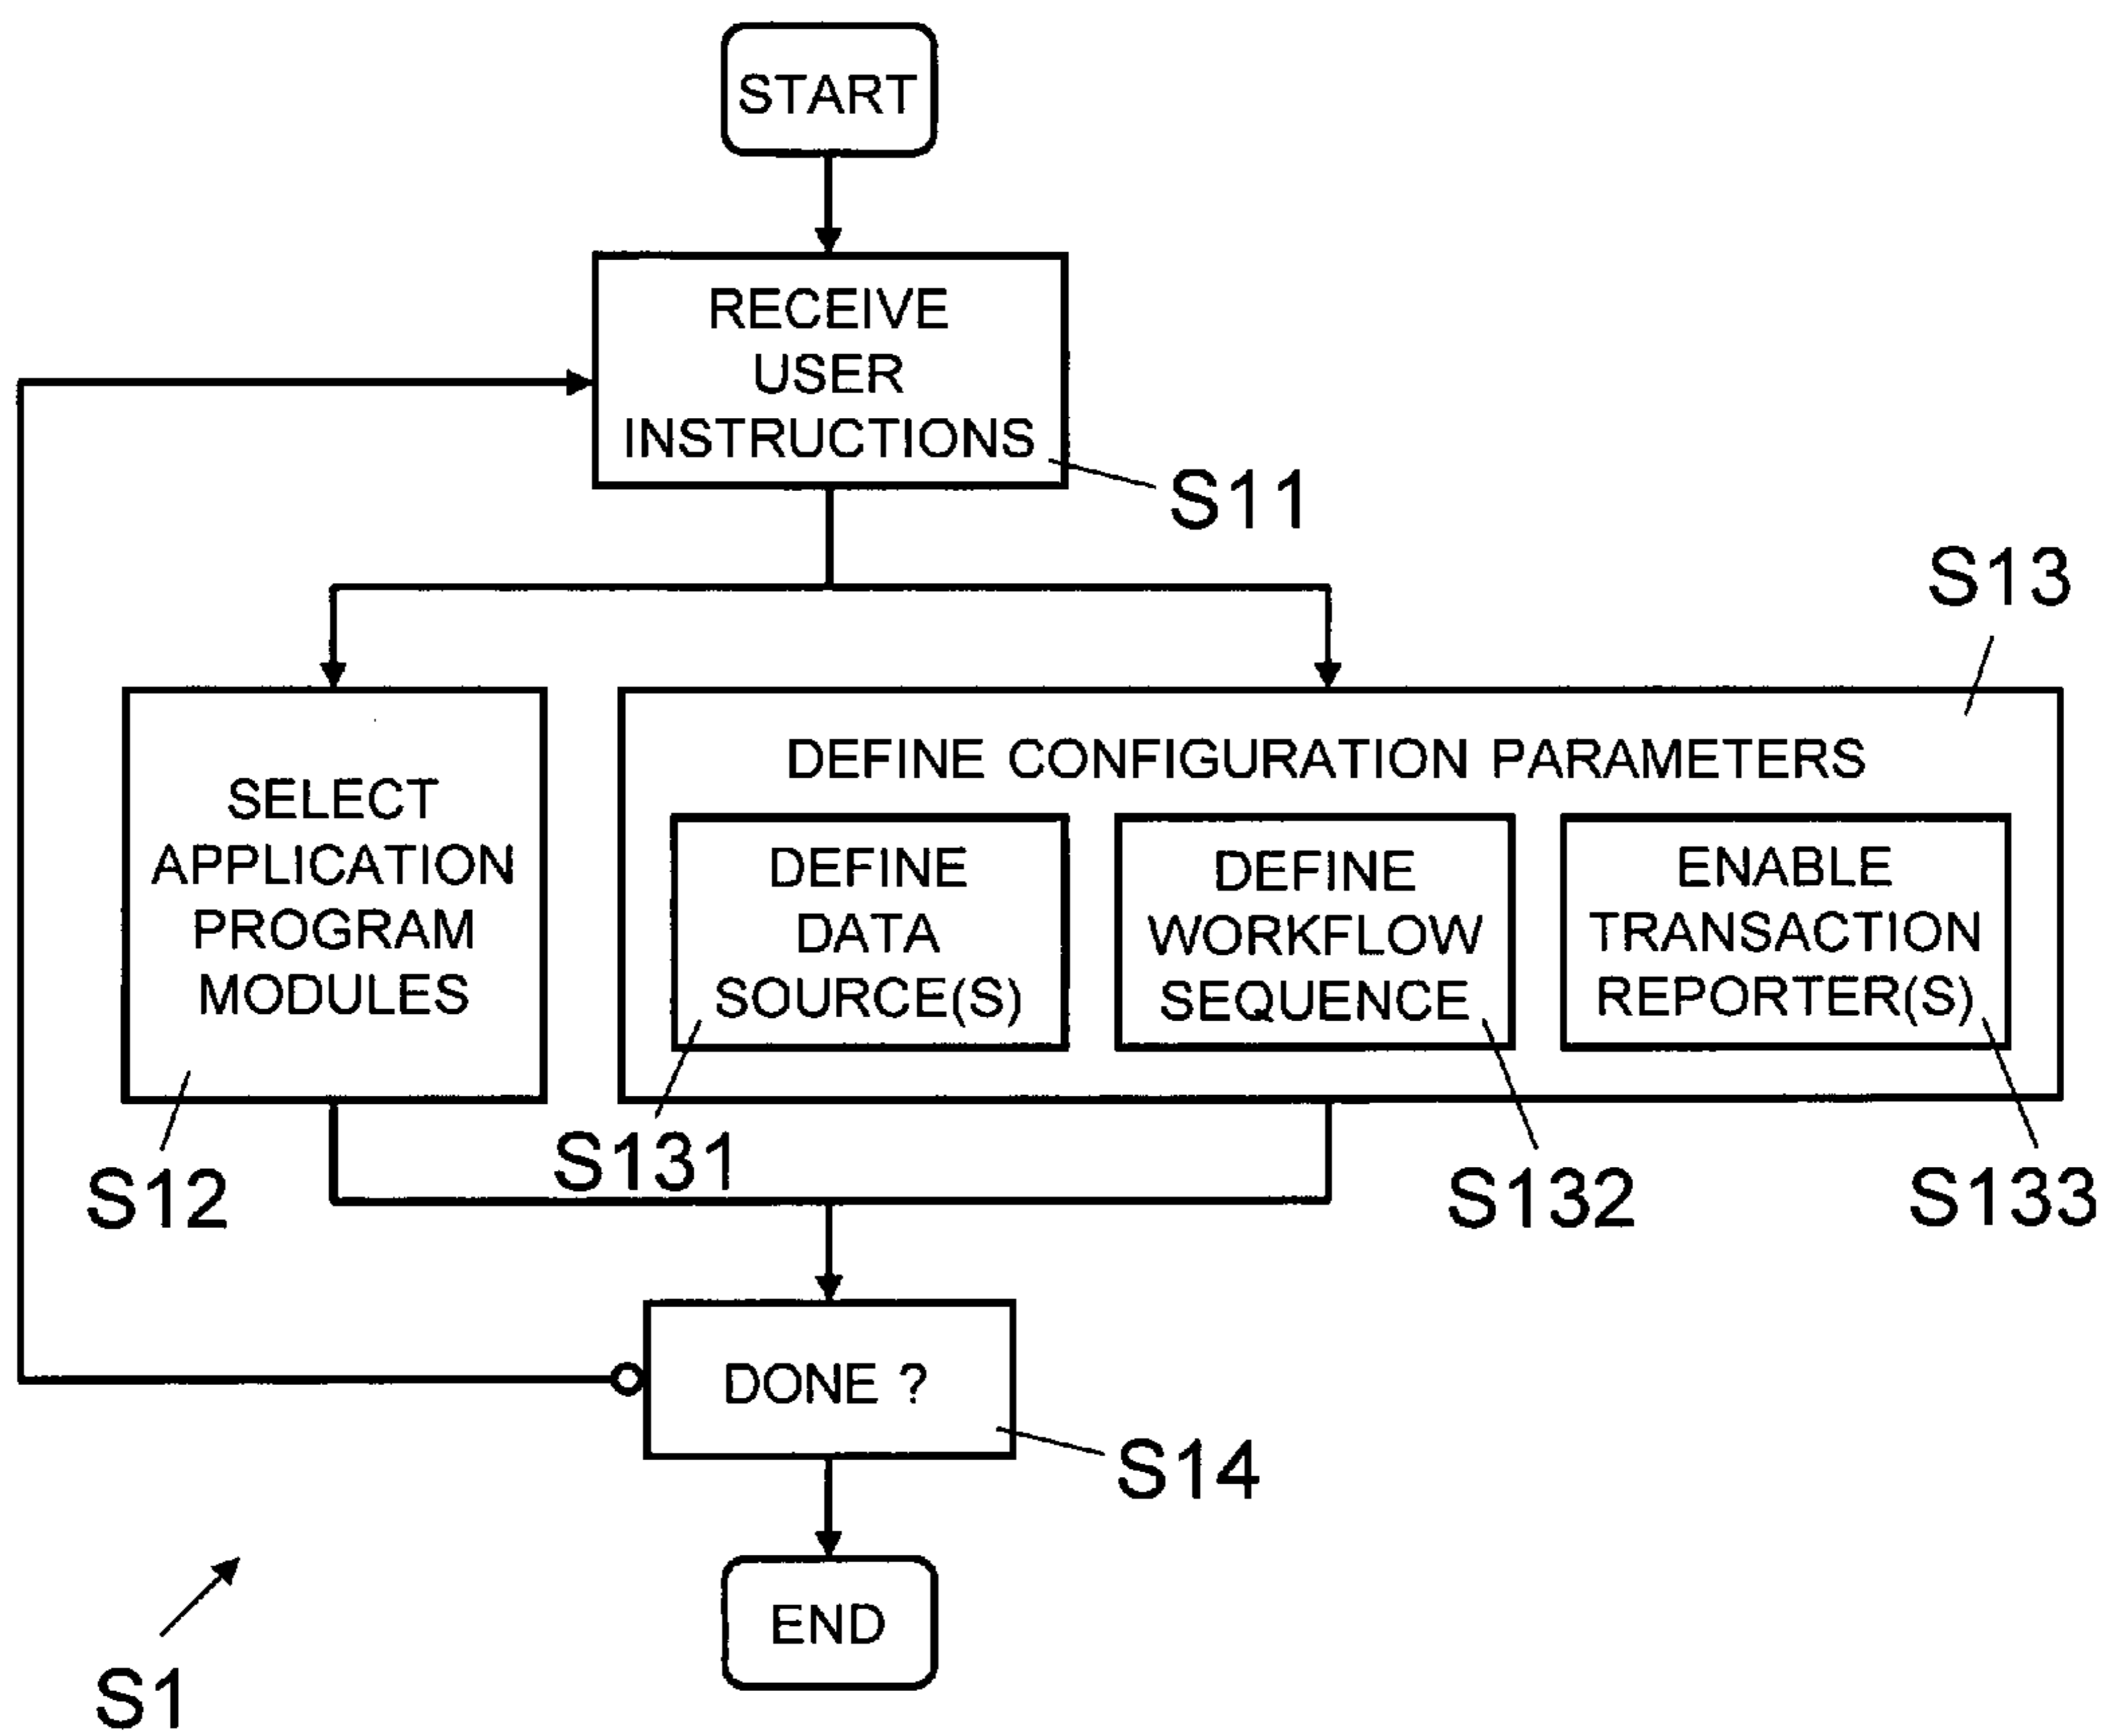 START
RECEIVE
USER
INSTRUCTIONS
S11
S13
SELECT
APPLICATION
PROGRAM
MODULES
S12
DEFINE CONFIGURATION PARAMETERS
DEFINE
DATA
SOURCE(S)
S131
DEFINE
WORKFLOW
SEQUENCE
S132
ENABLE
TRANSACTION
REPORTER(S)
S133
DONE ?
S14
END
S1